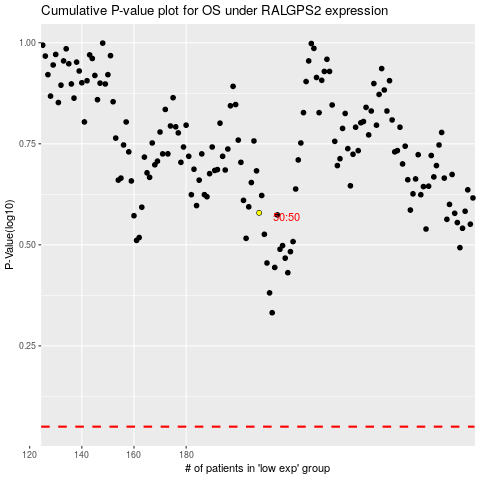 Cumulative P-value plot for OS under RALGPS2 expression
P-Value(log10)
1.00
0.75
0.50
0.25
50:50
120 140 160 180
# of patients in 'low exp' group